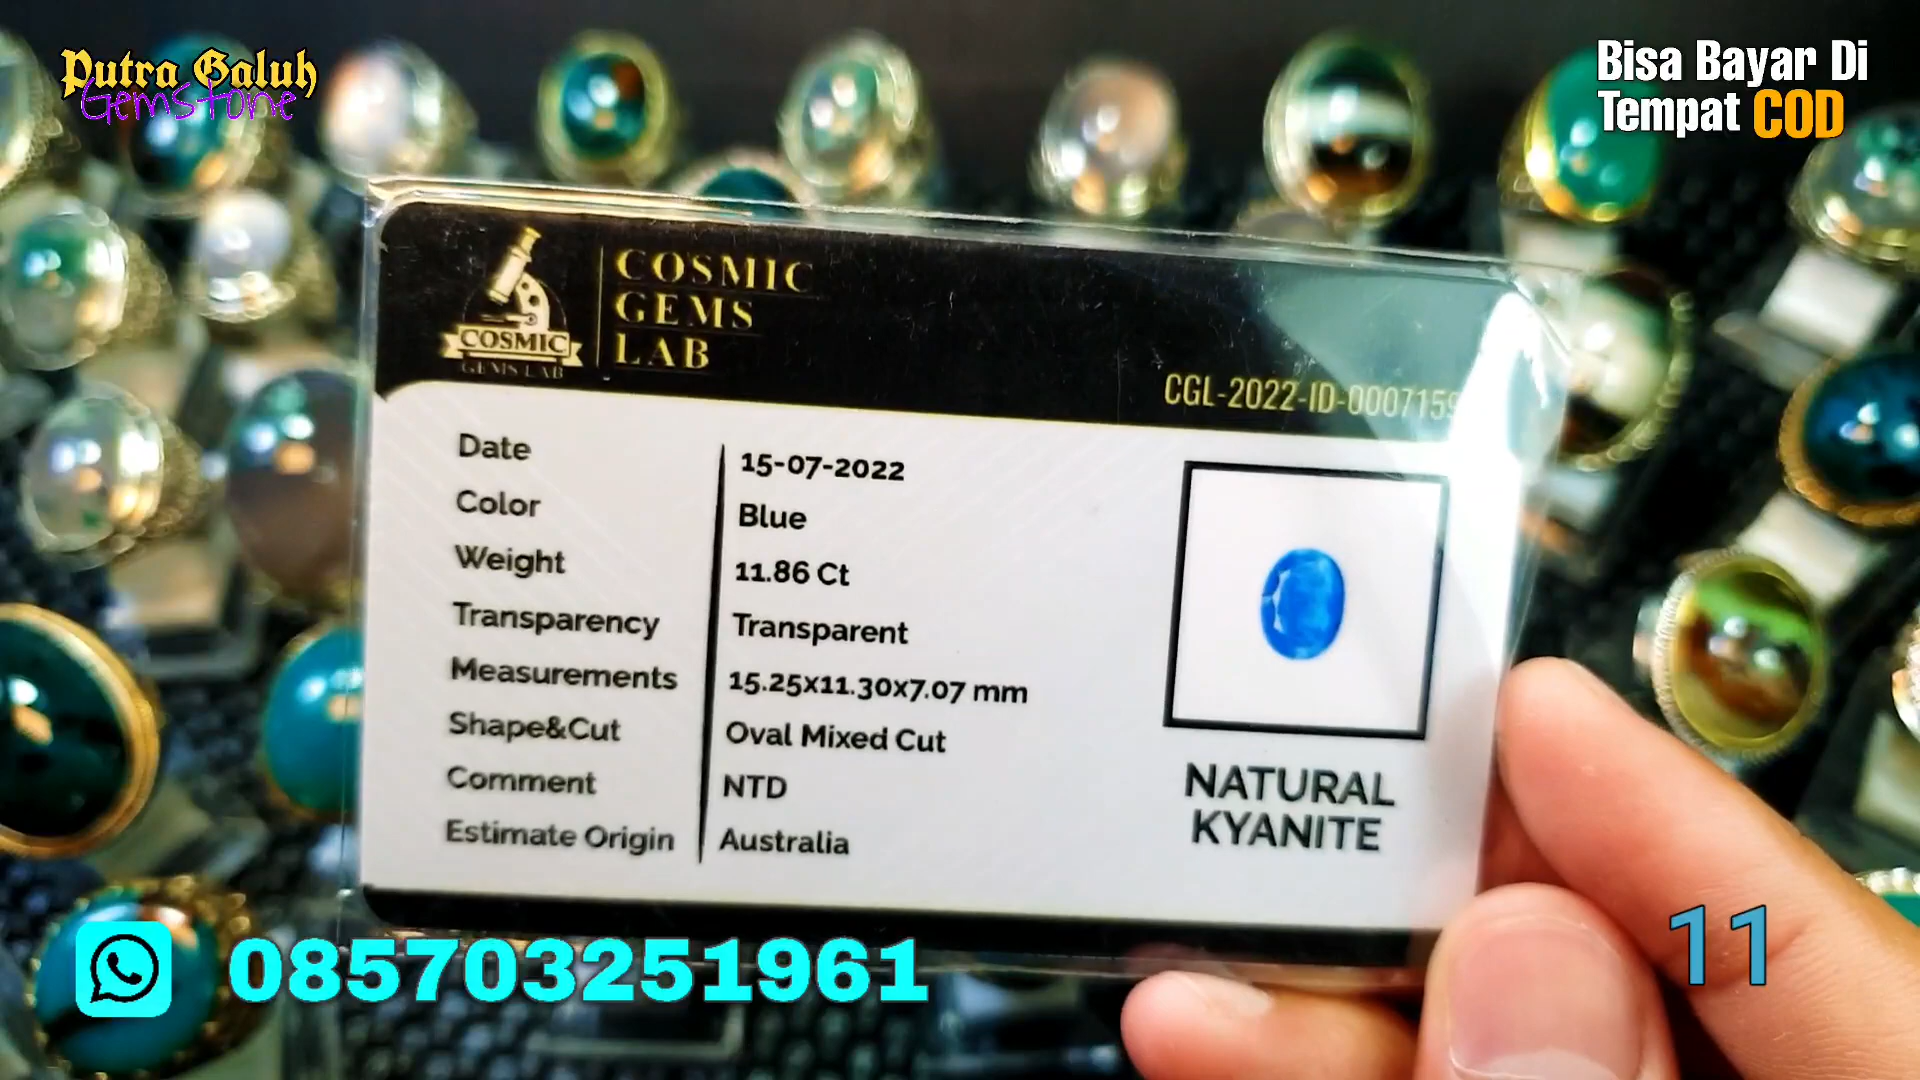 Putra Galuh
Gemstone
Bisa Bayar Di
Tempat COD
COSMIC
GEMS LAB
COSMIC
GEMS
LAB
CGL-2022-ID-0007159
Date 15-07-2022
Color Blue
Weight 11.86 Ct
Transparency Transparent
Measurements 15.25x11.30x7.07 mm
Shape&Cut Oval Mixed Cut
Comment NTD
Estimate Origin Australia
NATURAL
KYANITE
085703251961
11